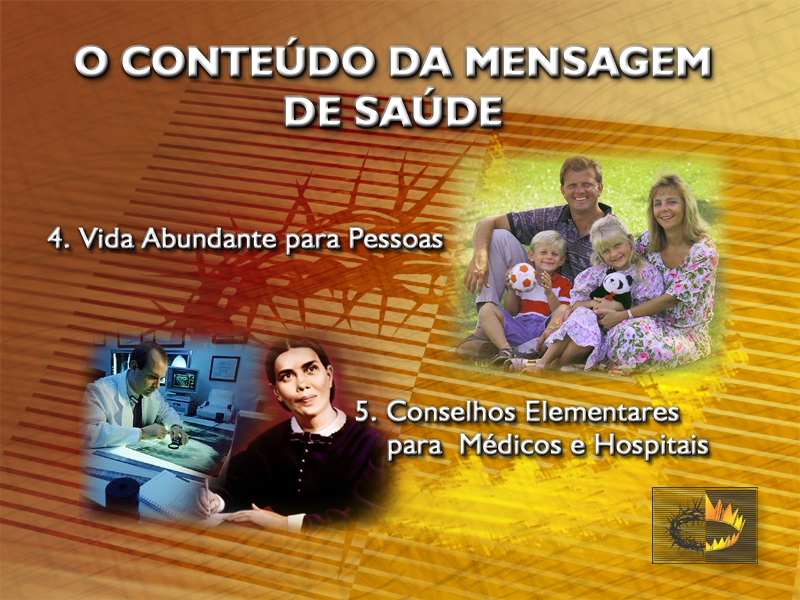 O CONTEÚDO DA MENSAGEM
DE SAÚDE
4. Vida Abundante para Pessoas
5. Conselhos Elementares
para Médicos e Hospitais